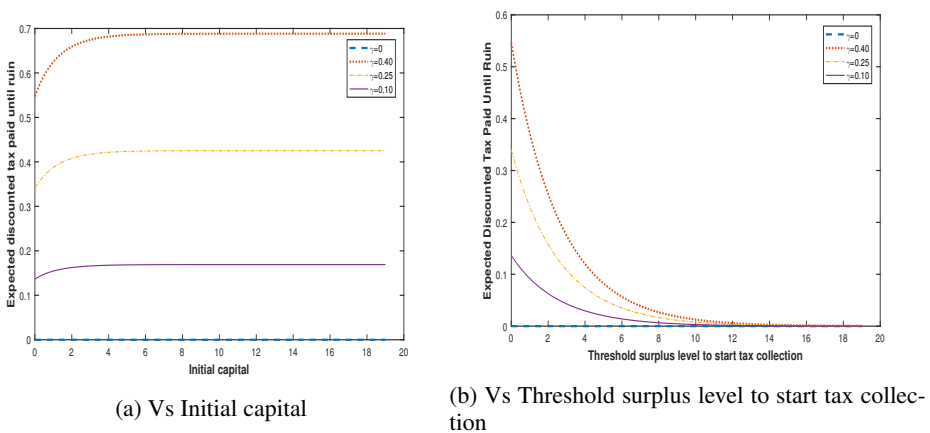 Expected discounted tax paid until ruin
0.7
0.6
0.5
0.4
0.3
0.2
0.1
0
0 2 4 6 8 10 12 14 16 18 20
Initial capital
γ=0
γ=0.40
γ=0.25
γ=0.10
(a) Vs Initial capital
Expected Discounted Tax Paid Until Ruin
0.6
0.5
0.4
0.3
0.2
0.1
0
0 2 4 6 8 10 12 14 16 18 20
Threshold surplus level to start tax collection
γ=0
γ=0.40
γ=0.25
γ=0.10
(b) Vs Threshold surplus level to start tax collec-
tion